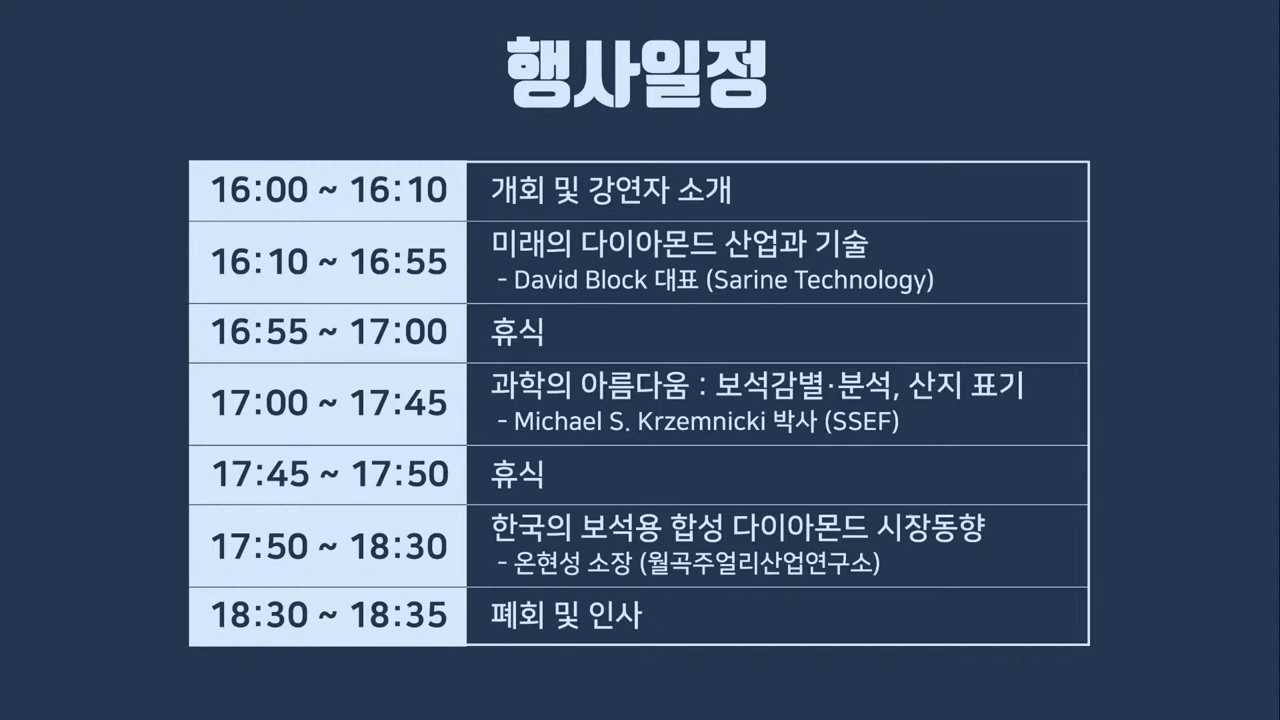 행사일정
16:00 ~ 16:10 개회 및 강연자 소개
16:10 ~ 16:55 미래의 다이아몬드 산업과 기술
- David Block 대표 (Sarine Technology)
16:55 ~ 17:00 휴식
17:00 ~ 17:45 과학의 아름다움 : 보석감별·분석, 산지 표기
- Michael S. Krzemnicki 박사 (SSEF)
17:45 ~ 17:50 휴식
17:50 ~ 18:30 한국의 보석용 합성 다이아몬드 시장동향
- 온현성 소장 (월곡주얼리산업연구소)
18:30 ~ 18:35 폐회 및 인사